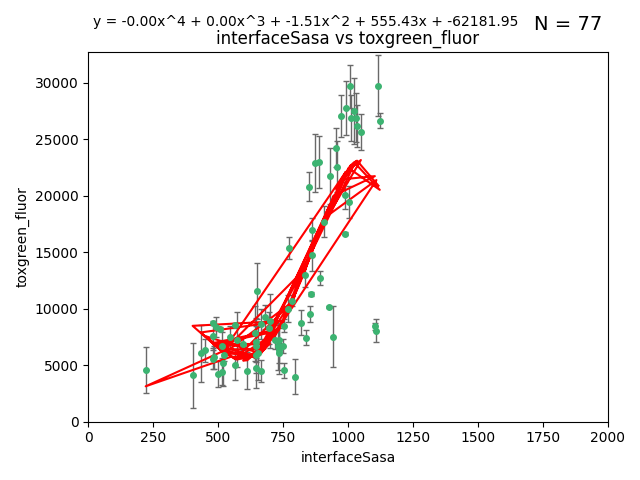 y = -0.00x^4 + 0.00x^3 + -1.51x^2 + 555.43x + -62181.95
N = 77
interfaceSasa vs toxgreen_fluor
30000
25000
20000
15000
10000
5000
0
toxgreen_fluor
0 250 500 750 1000 1250 1500 1750 2000
interfaceSasa